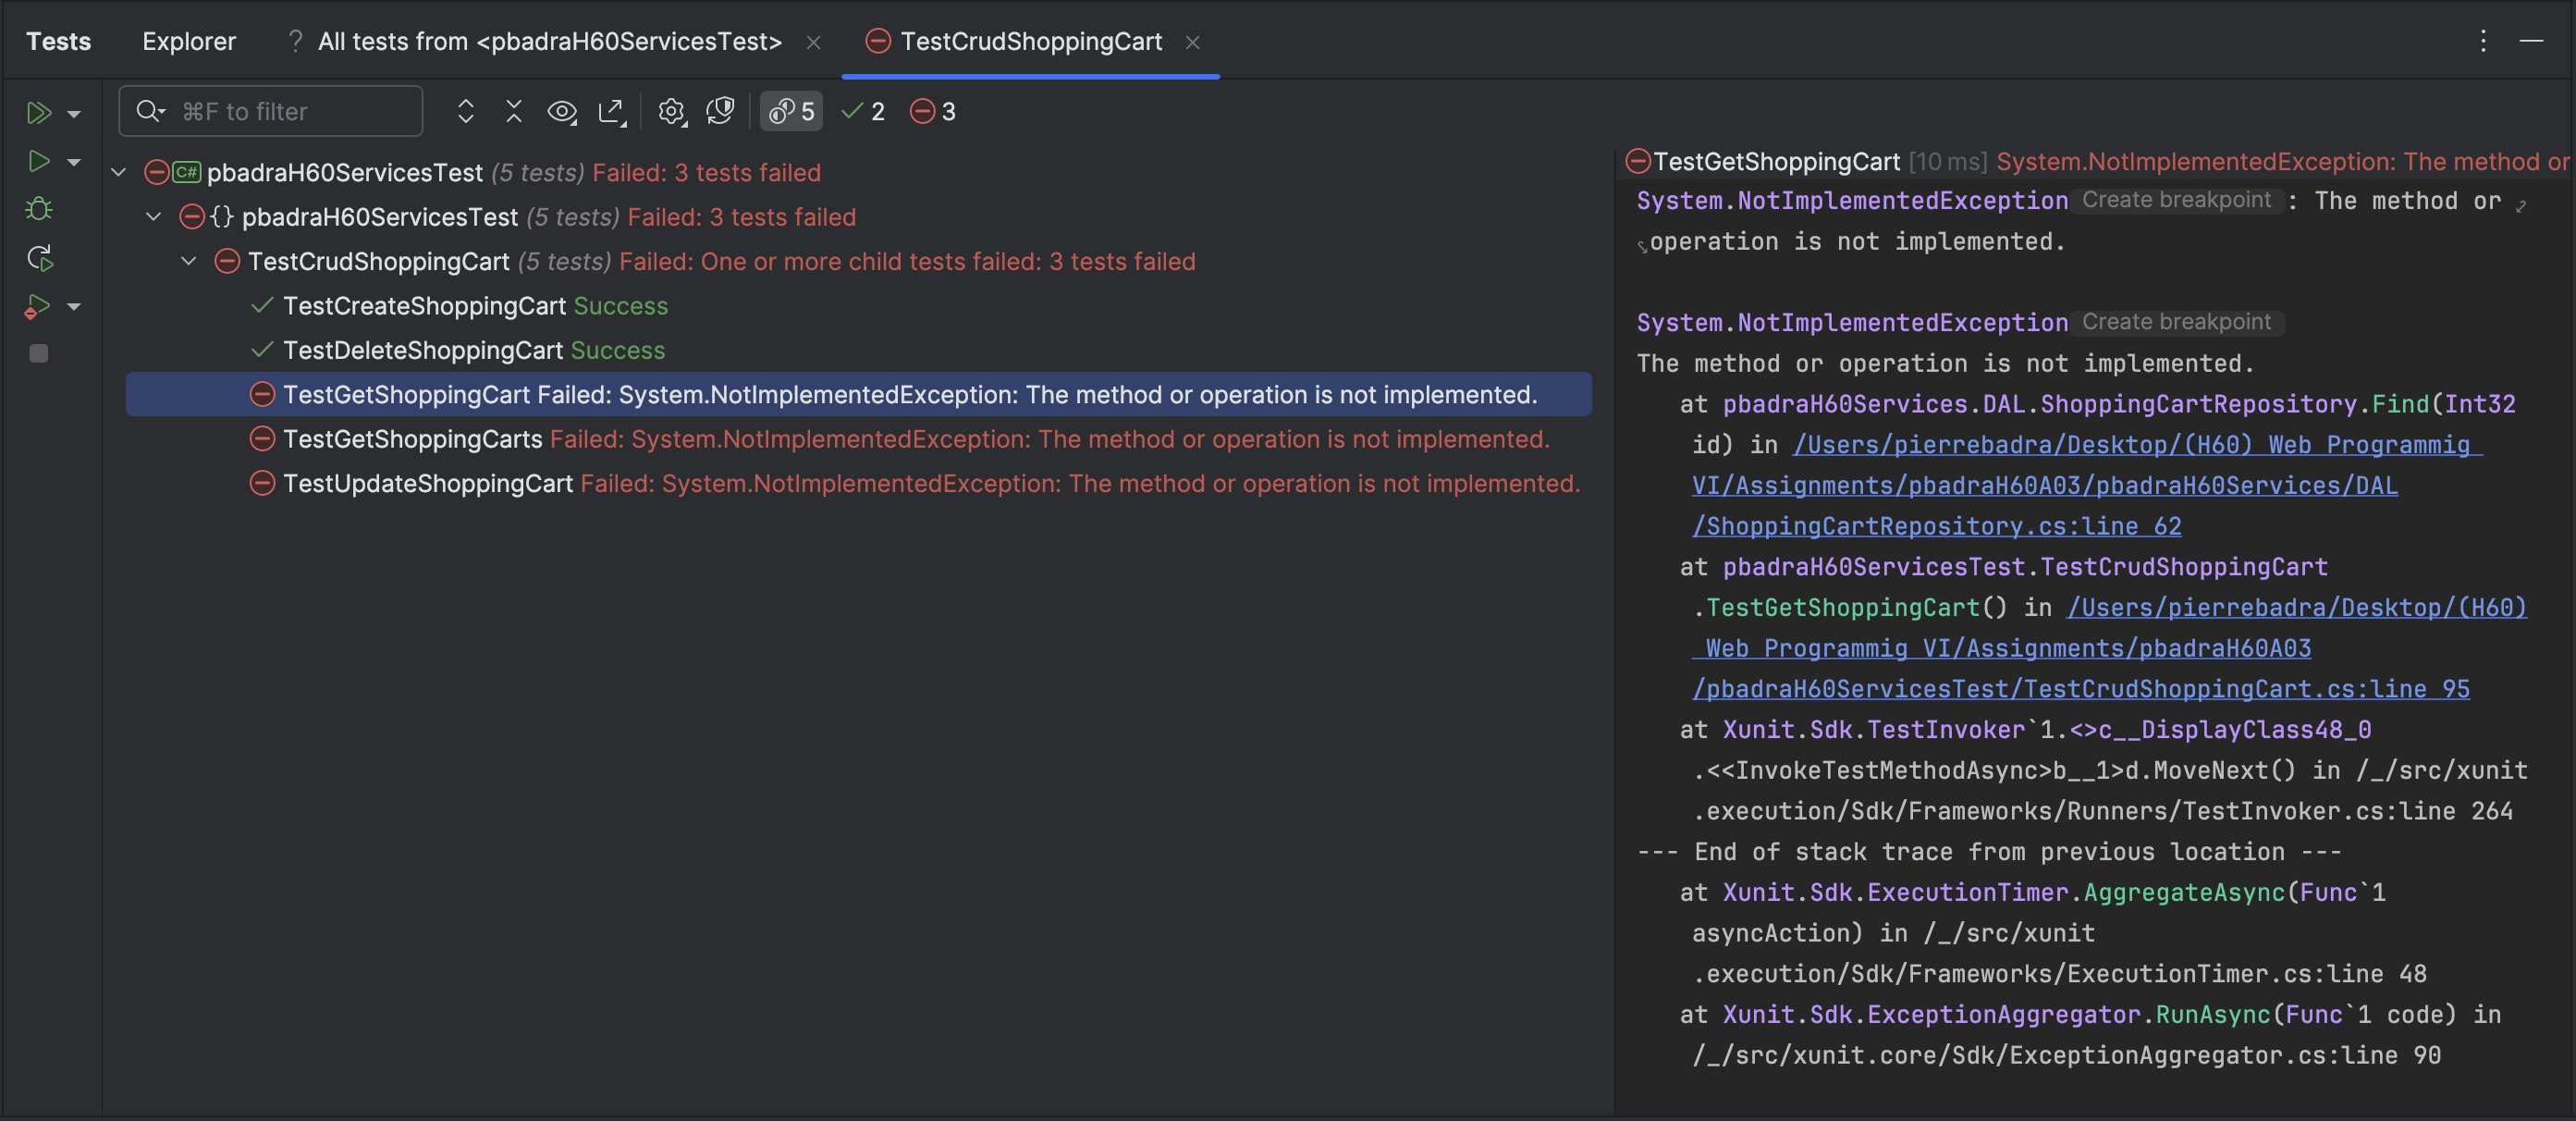 Tests Explorer ? All tests from <pbadraH60ServicesTest> × TestCrudShoppingCart ×
⌘F to filter 5 2 3
C# pbadraH60ServicesTest (5 tests) Failed: 3 tests failed
{} pbadraH60ServicesTest (5 tests) Failed: 3 tests failed
TestCrudShoppingCart (5 tests) Failed: One or more child tests failed: 3 tests failed
TestCreateShoppingCart Success
TestDeleteShoppingCart Success
TestGetShoppingCart Failed: System.NotImplementedException: The method or operation is not implemented.
TestGetShoppingCarts Failed: System.NotImplementedException: The method or operation is not implemented.
TestUpdateShoppingCart Failed: System.NotImplementedException: The method or operation is not implemented.
TestGetShoppingCart [10 ms] System.NotImplementedException: The method or
System.NotImplementedException Create breakpoint : The method or
operation is not implemented.
System.NotImplementedException Create breakpoint
The method or operation is not implemented.
at pbadraH60Services.DAL.ShoppingCartRepository.Find(Int32
id) in /Users/pierrebadra/Desktop/(H60) Web Programmig
VI/Assignments/pbadraH60A03/pbadraH60Services/DAL
/ShoppingCartRepository.cs:line 62
at pbadraH60ServicesTest.TestCrudShoppingCart
.TestGetShoppingCart() in /Users/pierrebadra/Desktop/(H60)
Web Programmig VI/Assignments/pbadraH60A03
/pbadraH60ServicesTest/TestCrudShoppingCart.cs:line 95
at Xunit.Sdk.TestInvoker`1.<>c__DisplayClass48_0
.<<InvokeTestMethodAsync>b__1>d.MoveNext() in /_/src/xunit
.execution/Sdk/Frameworks/Runners/TestInvoker.cs:line 264
--- End of stack trace from previous location ---
at Xunit.Sdk.ExecutionTimer.AggregateAsync(Func`1
asyncAction) in /_/src/xunit
.execution/Sdk/Frameworks/ExecutionTimer.cs:line 48
at Xunit.Sdk.ExceptionAggregator.RunAsync(Func`1 code) in
/_/src/xunit.core/Sdk/ExceptionAggregator.cs:line 90